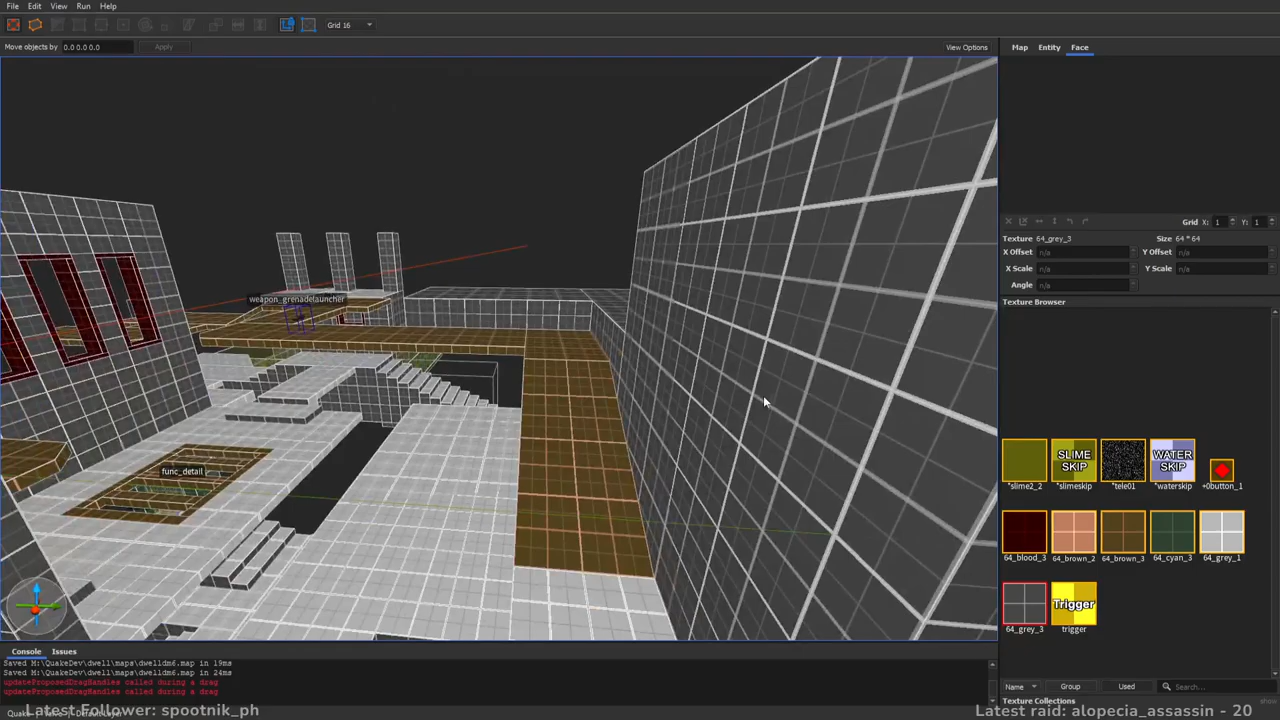 File Edit View Run Help
Grid 16
Move objects by 0.0 0.0 0.0 Apply View Options
Map Entity Face
weapon_grenadelauncher
func_detail
Grid X: 1 Y: 1
Texture 64_grey_3 Size 64 * 64
X Offset n/a Y Offset n/a
X Scale n/a Y Scale n/a
Angle n/a
Texture Browser
SLIME SKIP
WATER SKIP
*slime2_2 *slimeskip *tele01 *waterskip +0button_1
64_blood_3 64_brown_2 64_brown_3 64_cyan_3 64_grey_1
Trigger
64_grey_3 trigger
Console Issues
Saved M:\QuakeDev\dwell\maps\dwelldm6.map in 19ms
Saved M:\QuakeDev\dwell\maps\dwelldm6.map in 24ms
updateProposedDragHandles called during a drag
updateProposedDragHandles called during a drag
Name Group Used Search...
Texture Collections show
Latest Follower: spootnik_ph
Latest raid: alopecia_assassin - 20